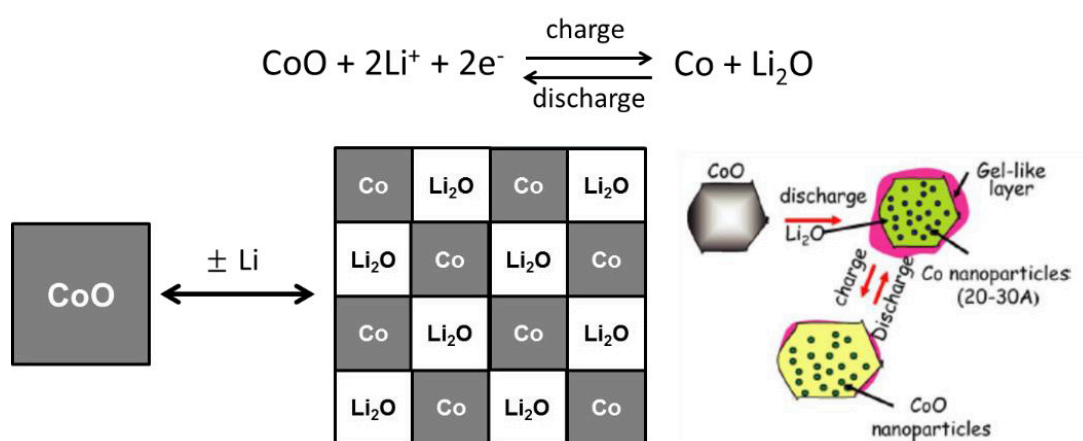 charge
CoO + 2Li⁺ + 2e⁻ Co + Li₂O
discharge
Co Li₂O Co Li₂O
Li₂O Co Li₂O Co
Co Li₂O Co Li₂O
Li₂O Co Li₂O Co
CoO
± Li
CoO
discharge
Li₂O
Gel-like
layer
Co nanoparticles
(20-30A)
charge
Discharge
CoO
nanoparticles